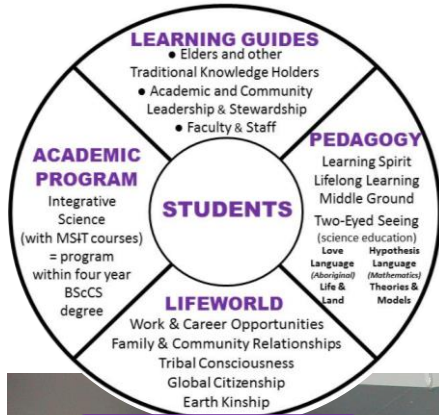 LEARNING GUIDES
● Elders and other
Traditional Knowledge Holders
● Academic and Community
Leadership & Stewardship
● Faculty & Staff
ACADEMIC
PROGRAM
Integrative
Science
(with MSIT courses)
= program
within four year
BScCS
degree
STUDENTS
PEDAGOGY
Learning Spirit
Lifelong Learning
Middle Ground
Two-Eyed Seeing
(science education)
Love Hypothesis
Language Language
(Aboriginal) (Mathematics)
Life & Theories &
Land Models
LIFEWORLD
Work & Career Opportunities
Family & Community Relationships
Tribal Consciousness
Global Citizenship
Earth Kinship